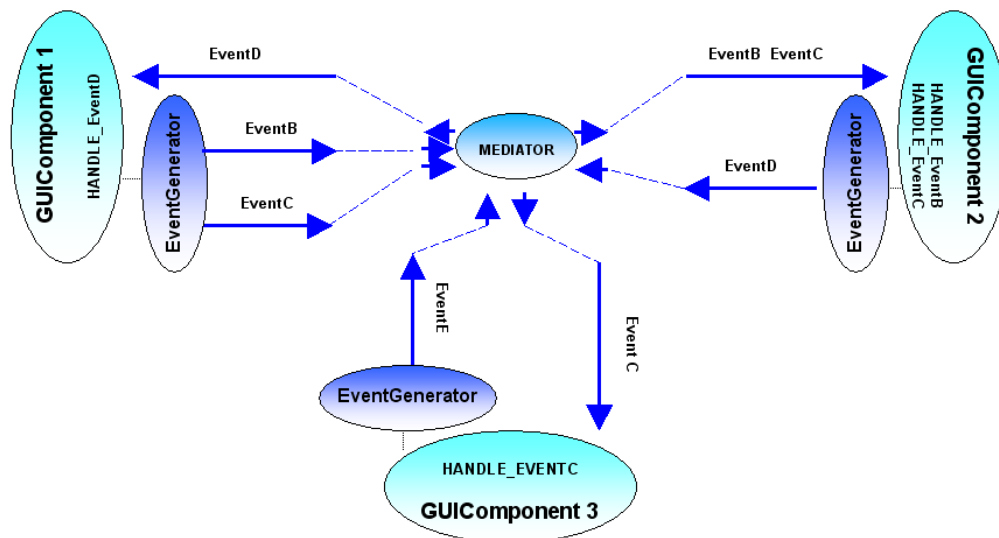 GUIComponent 1
HANDLE_EventD
EventGenerator
EventD
EventB
EventC
MEDIATOR
EventB EventC
EventD
EventGenerator
HANDLE_EventC
HANDLE_EventB
GUIComponent 2
EventE
Event C
EventGenerator
HANDLE_EVENTC
GUIComponent 3